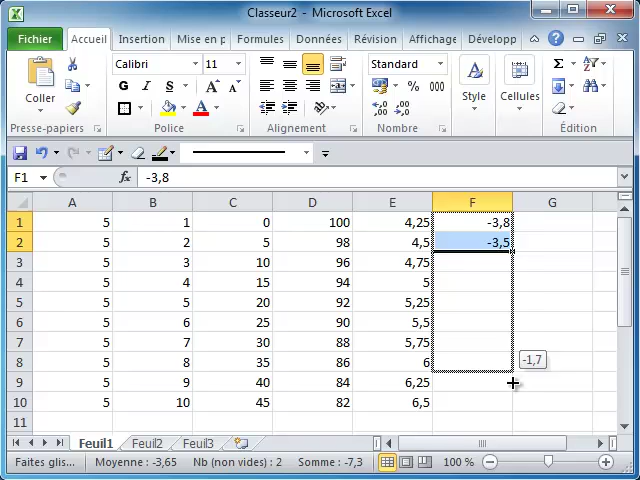 Classeur2 - Microsoft Excel
Fichier Accueil Insertion Mise en p Formules Données Révision Affichage Développ
Calibri 11 Standard
G I S A A % 000
Coller Style Cellules
Presse-papiers Police Alignement Nombre Édition
F1 fx -3,8
A B C D E F G
1 5 1 0 100 4,25 -3,8
2 5 2 5 98 4,5 -3,5
3 5 3 10 96 4,75
4 5 4 15 94 5
5 5 5 20 92 5,25
6 5 6 25 90 5,5
7 5 7 30 88 5,75
8 5 8 35 86 6 -1,7
9 5 9 40 84 6,25
10 5 10 45 82 6,5
11
Feuil1 Feuil2 Feuil3
Faites glis... Moyenne : -3,65 Nb (non vides) : 2 Somme : -7,3 100 %